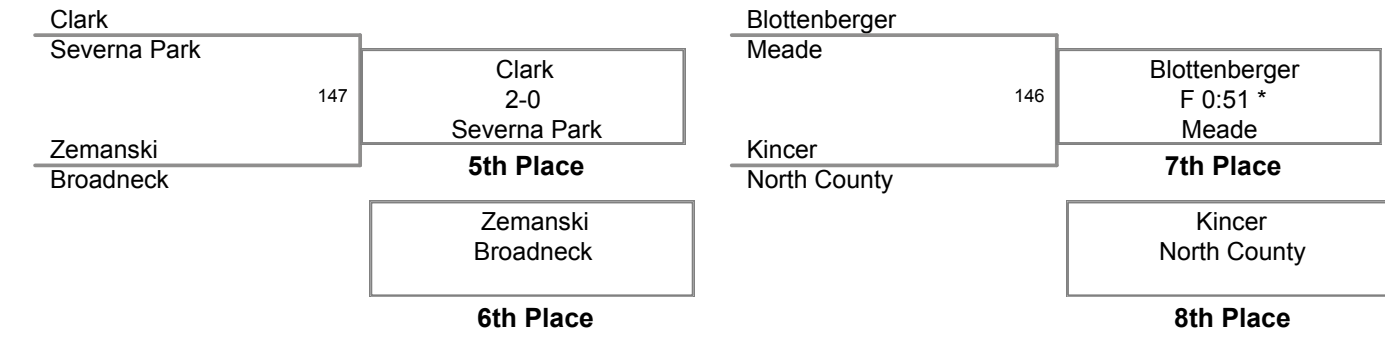 Clark
Severna Park
147
Zemanski
Broadneck
Clark
2-0
Severna Park
5th Place
Zemanski
Broadneck
6th Place
Blottenberger
Meade
146
Kincer
North County
Blottenberger
F 0:51 *
Meade
7th Place
Kincer
North County
8th Place